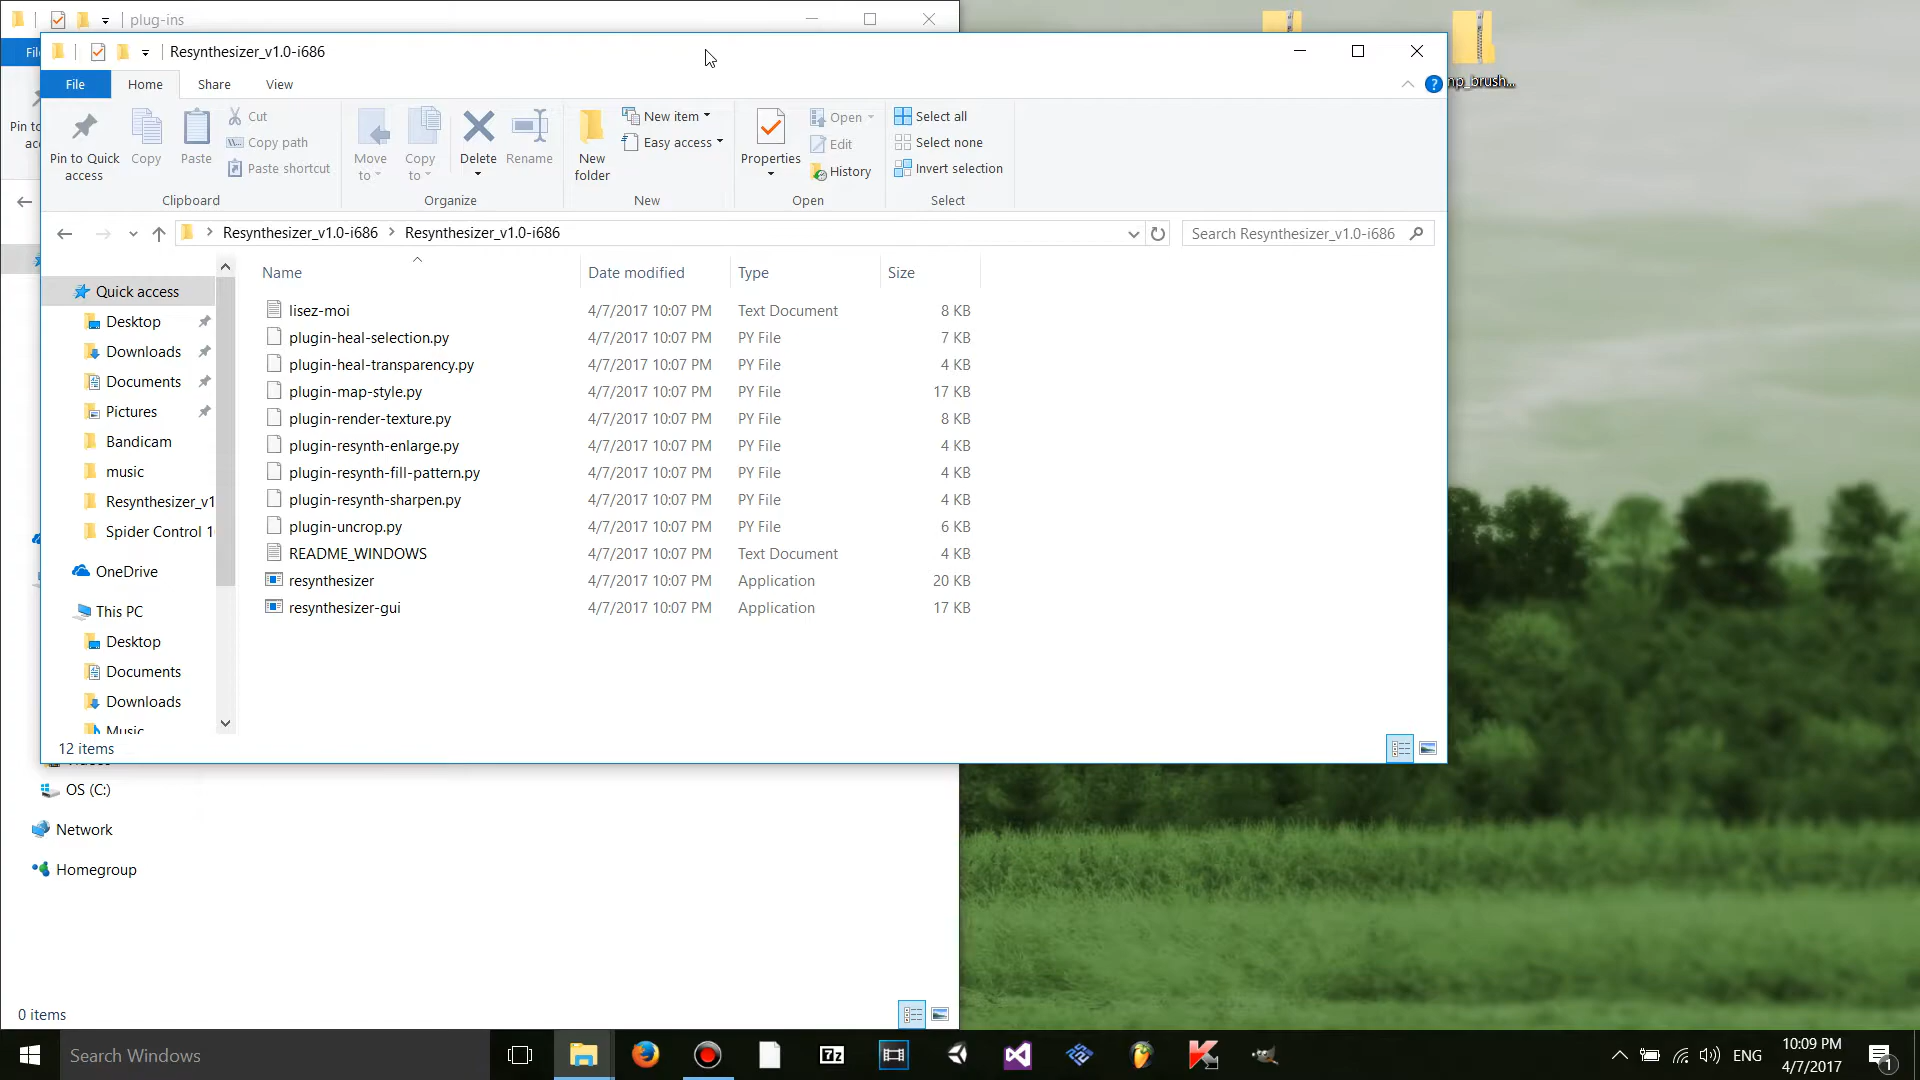 plug-ins
Fil
Resynthesizer_v1.0-i686
File Home Share View
Pin to
acc
Pin to Quick access
Copy
Paste
Cut
Copy path
Paste shortcut
Clipboard
Move to
Copy to
Delete
Rename
Organize
New folder
New item
Easy access
New
Properties
Open
Edit
History
Open
Select all
Select none
Invert selection
Select
Resynthesizer_v1.0-i686 Resynthesizer_v1.0-i686
Search Resynthesizer_v1.0-i686
Quick access
Desktop
Downloads
Documents
Pictures
Bandicam
music
Resynthesizer_v1
Spider Control 1
OneDrive
This PC
Desktop
Documents
Downloads
Music
Name Date modified Type Size
lisez-moi 4/7/2017 10:07 PM Text Document 8 KB
plugin-heal-selection.py 4/7/2017 10:07 PM PY File 7 KB
plugin-heal-transparency.py 4/7/2017 10:07 PM PY File 4 KB
plugin-map-style.py 4/7/2017 10:07 PM PY File 17 KB
plugin-render-texture.py 4/7/2017 10:07 PM PY File 8 KB
plugin-resynth-enlarge.py 4/7/2017 10:07 PM PY File 4 KB
plugin-resynth-fill-pattern.py 4/7/2017 10:07 PM PY File 4 KB
plugin-resynth-sharpen.py 4/7/2017 10:07 PM PY File 4 KB
plugin-uncrop.py 4/7/2017 10:07 PM PY File 6 KB
README_WINDOWS 4/7/2017 10:07 PM Text Document 4 KB
resynthesizer 4/7/2017 10:07 PM Application 20 KB
resynthesizer-gui 4/7/2017 10:07 PM Application 17 KB
12 items
OS (C:)
Network
Homegroup
0 items
mp_brush...
Search Windows
7z
ENG
10:09 PM
4/7/2017
1